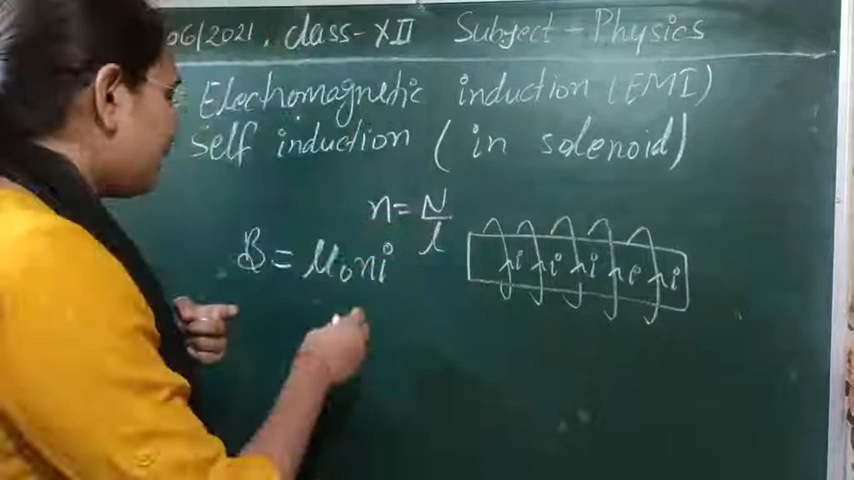 06/2021, class-XII Subject - Physics
Electromagnetic induction (EMI)
Self induction (in solenoid)
n = N/l
B = μ₀ni
i i i i i